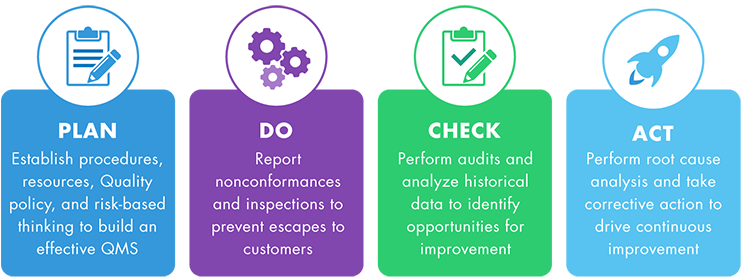 PLAN
Establish procedures,
resources, Quality
policy, and risk-based
thinking to build an
effective QMS
DO
Report
nonconformances
and inspections to
prevent escapes to
customers
CHECK
Perform audits and
analyze historical
data to identify
opportunities for
improvement
ACT
Perform root cause
analysis and take
corrective action to
drive continuous
improvement